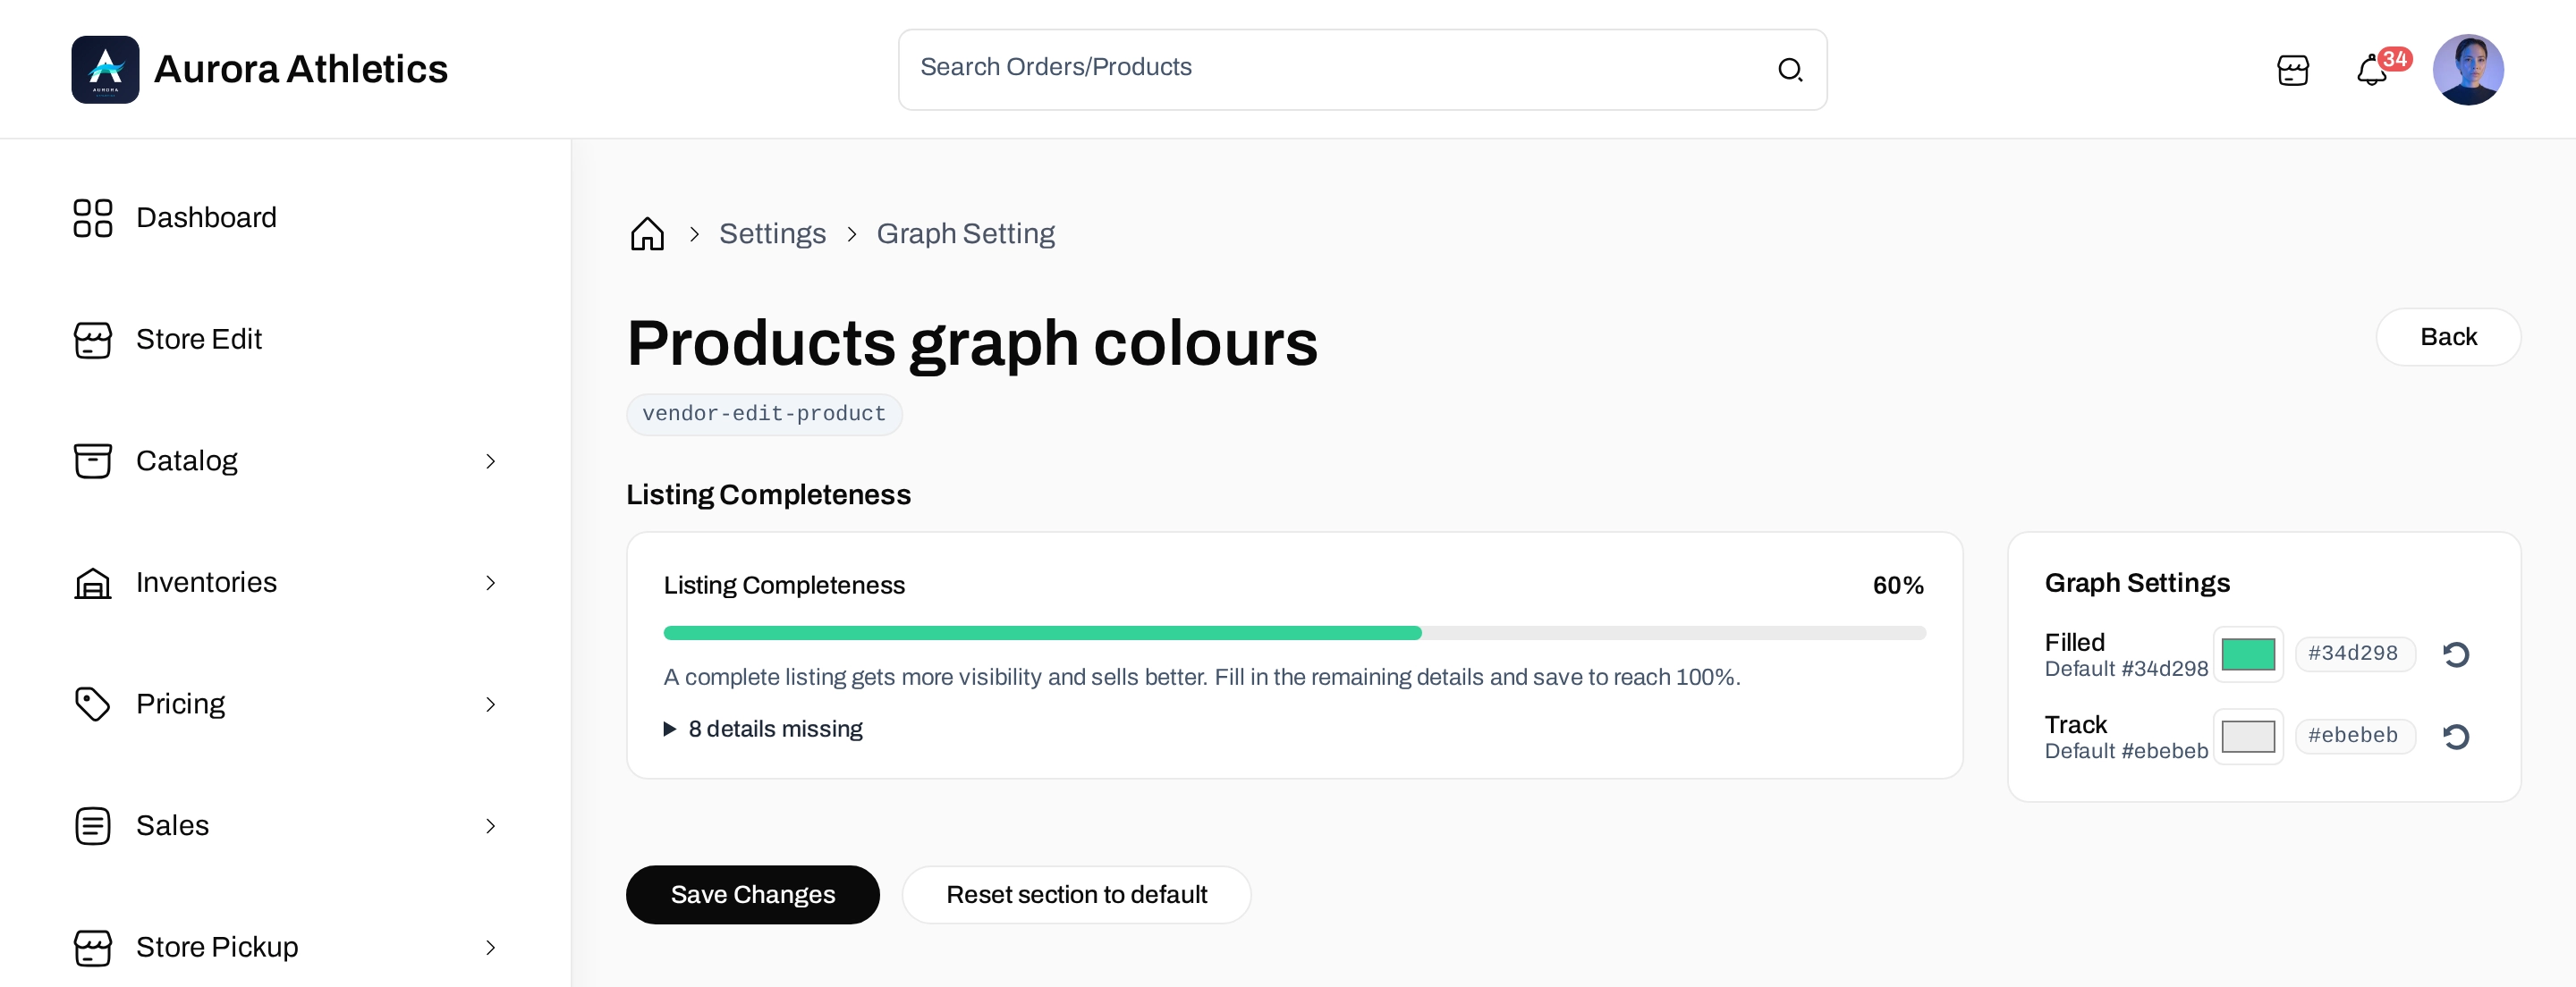 AURORA
Aurora Athletics
Search Orders/Products
34
Dashboard
Store Edit
Catalog
Inventories
Pricing
Sales
Store Pickup
Settings
Graph Setting
Products graph colours
Back
vendor-edit-product
Listing Completeness
Listing Completeness
60%
A complete listing gets more visibility and sells better. Fill in the remaining details and save to reach 100%.
8 details missing
Graph Settings
Filled
Default #34d298
#34d298
Track
Default #ebebeb
#ebebeb
Save Changes
Reset section to default